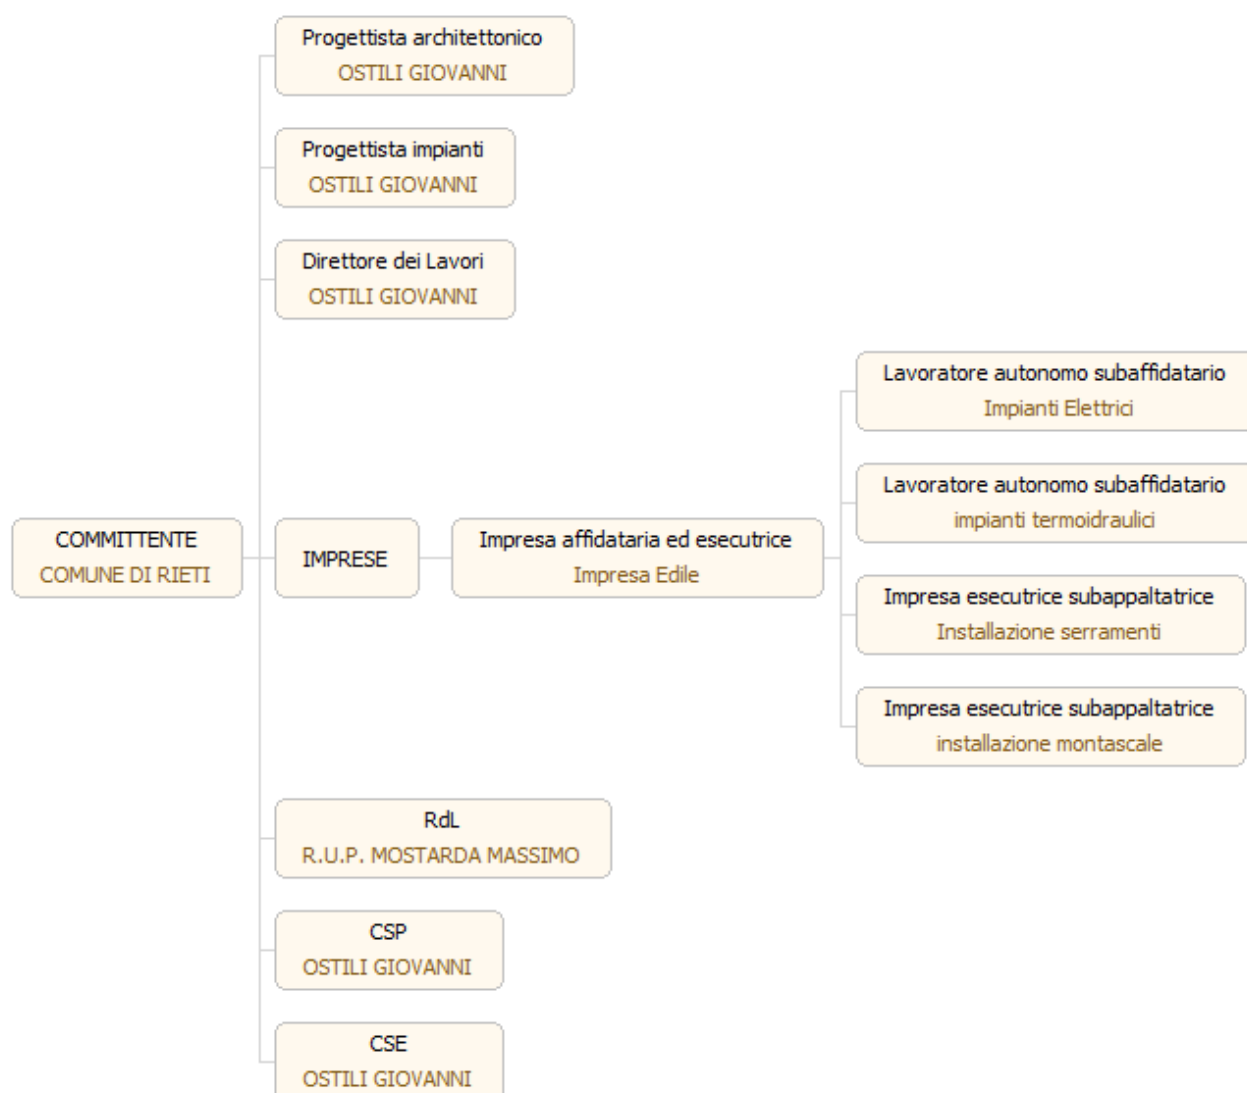 Progettista architettonico
OSTILI GIOVANNI
Progettista impianti
OSTILI GIOVANNI
Direttore dei Lavori
OSTILI GIOVANNI
COMMITTENTE
COMUNE DI RIETI
IMPRESE
Impresa affidataria ed esecutrice
Impresa Edile
Lavoratore autonomo subaffidatario
Impianti Elettrici
Lavoratore autonomo subaffidatario
impianti termoidraulici
Impresa esecutrice subappaltatrice
Installazione serramenti
Impresa esecutrice subappaltatrice
installazione montascale
RdL
R.U.P. MOSTARDA MASSIMO
CSP
OSTILI GIOVANNI
CSE
OSTILI GIOVANNI